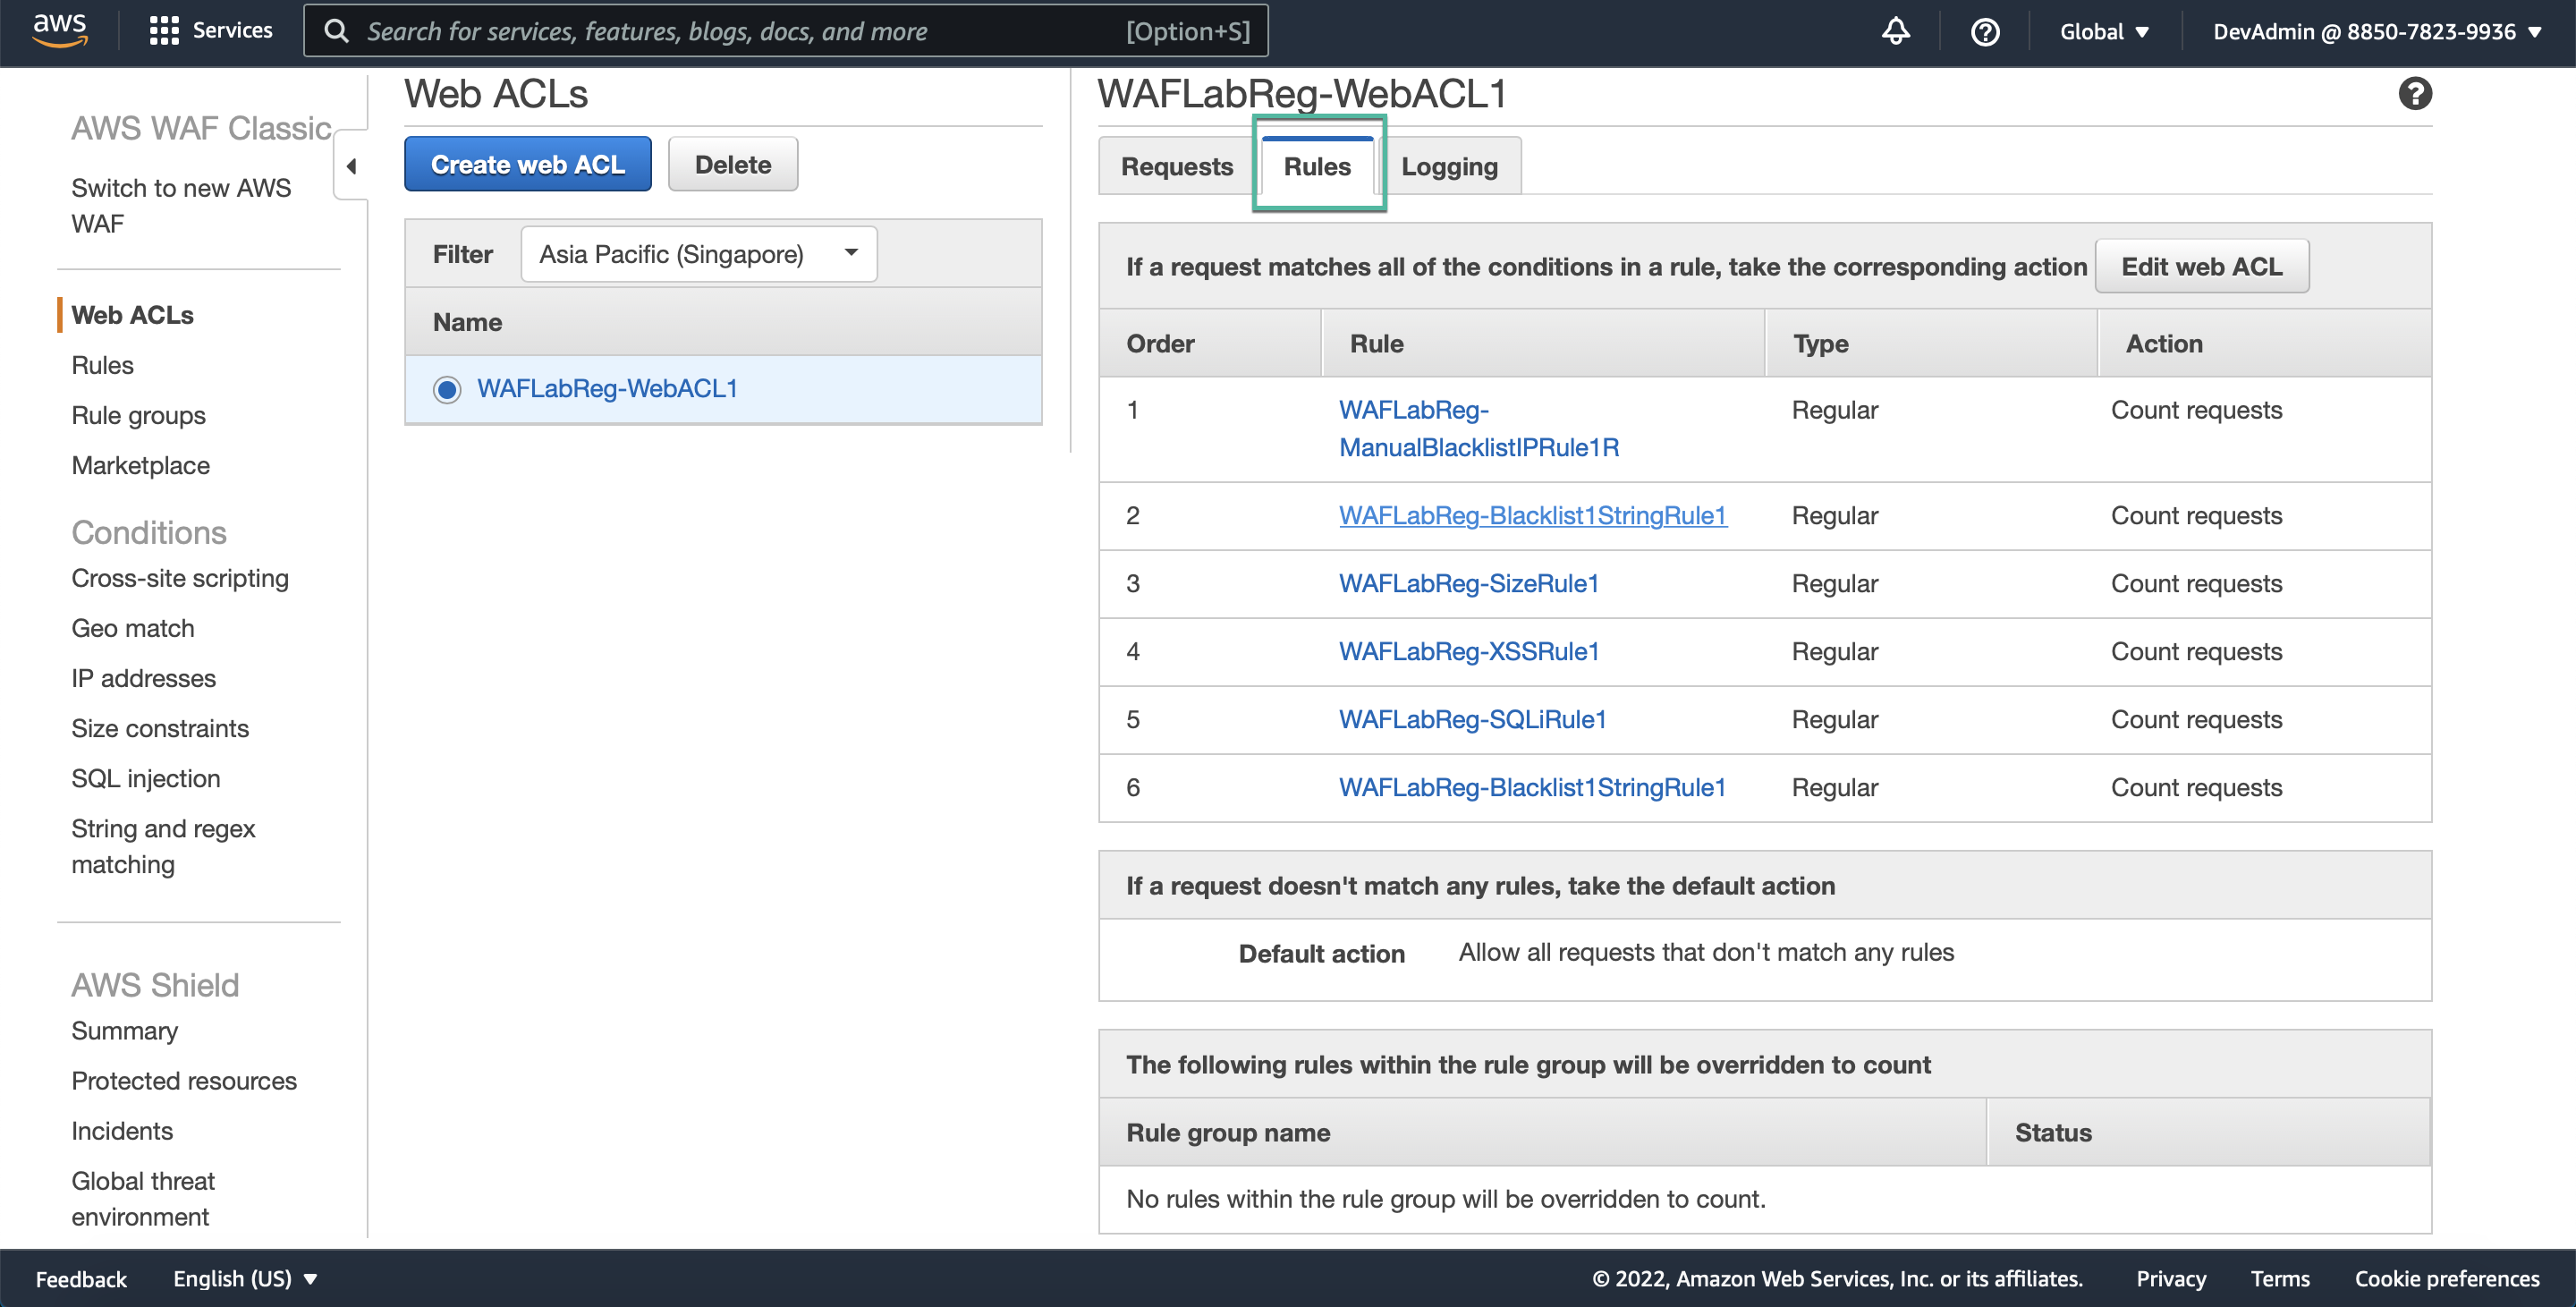 aws
Services
Search for services, features, blogs, docs, and more [Option+S]
Global ▼
DevAdmin @ 8850-7823-9936 ▼
AWS WAF Classic
Switch to new AWS
WAF
Web ACLs
Rules
Rule groups
Marketplace
Conditions
Cross-site scripting
Geo match
IP addresses
Size constraints
SQL injection
String and regex
matching
AWS Shield
Summary
Protected resources
Incidents
Global threat
environment
Web ACLs
Create web ACL Delete
Filter Asia Pacific (Singapore)
Name
WAFLabReg-WebACL1
WAFLabReg-WebACL1
Requests Rules Logging
If a request matches all of the conditions in a rule, take the corresponding action Edit web ACL
Order Rule Type Action
1 WAFLabReg- Regular Count requests
ManualBlacklistIPRule1R
2 WAFLabReg-Blacklist1StringRule1 Regular Count requests
3 WAFLabReg-SizeRule1 Regular Count requests
4 WAFLabReg-XSSRule1 Regular Count requests
5 WAFLabReg-SQLiRule1 Regular Count requests
6 WAFLabReg-Blacklist1StringRule1 Regular Count requests
If a request doesn't match any rules, take the default action
Default action Allow all requests that don't match any rules
The following rules within the rule group will be overridden to count
Rule group name Status
No rules within the rule group will be overridden to count.
Feedback English (US) ▼ © 2022, Amazon Web Services, Inc. or its affiliates. Privacy Terms Cookie preferences